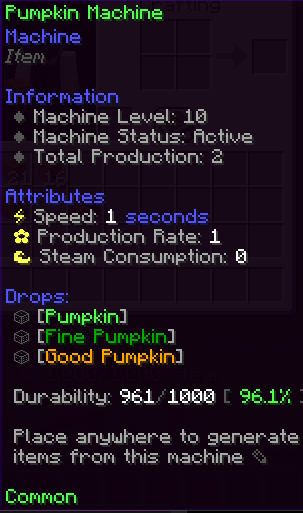 Pumpkin Machine
Machine
Item
Information
Machine Level: 10
Machine Status: Active
Total Production: 2
Attributes
Speed: 1 seconds
Production Rate: 1
Steam Consumption: 0
Drops:
[Pumpkin]
[Fine Pumpkin]
[Good Pumpkin]
Durability: 961/1000 [ 96.1% ]
Place anywhere to generate
items from this machine
Common